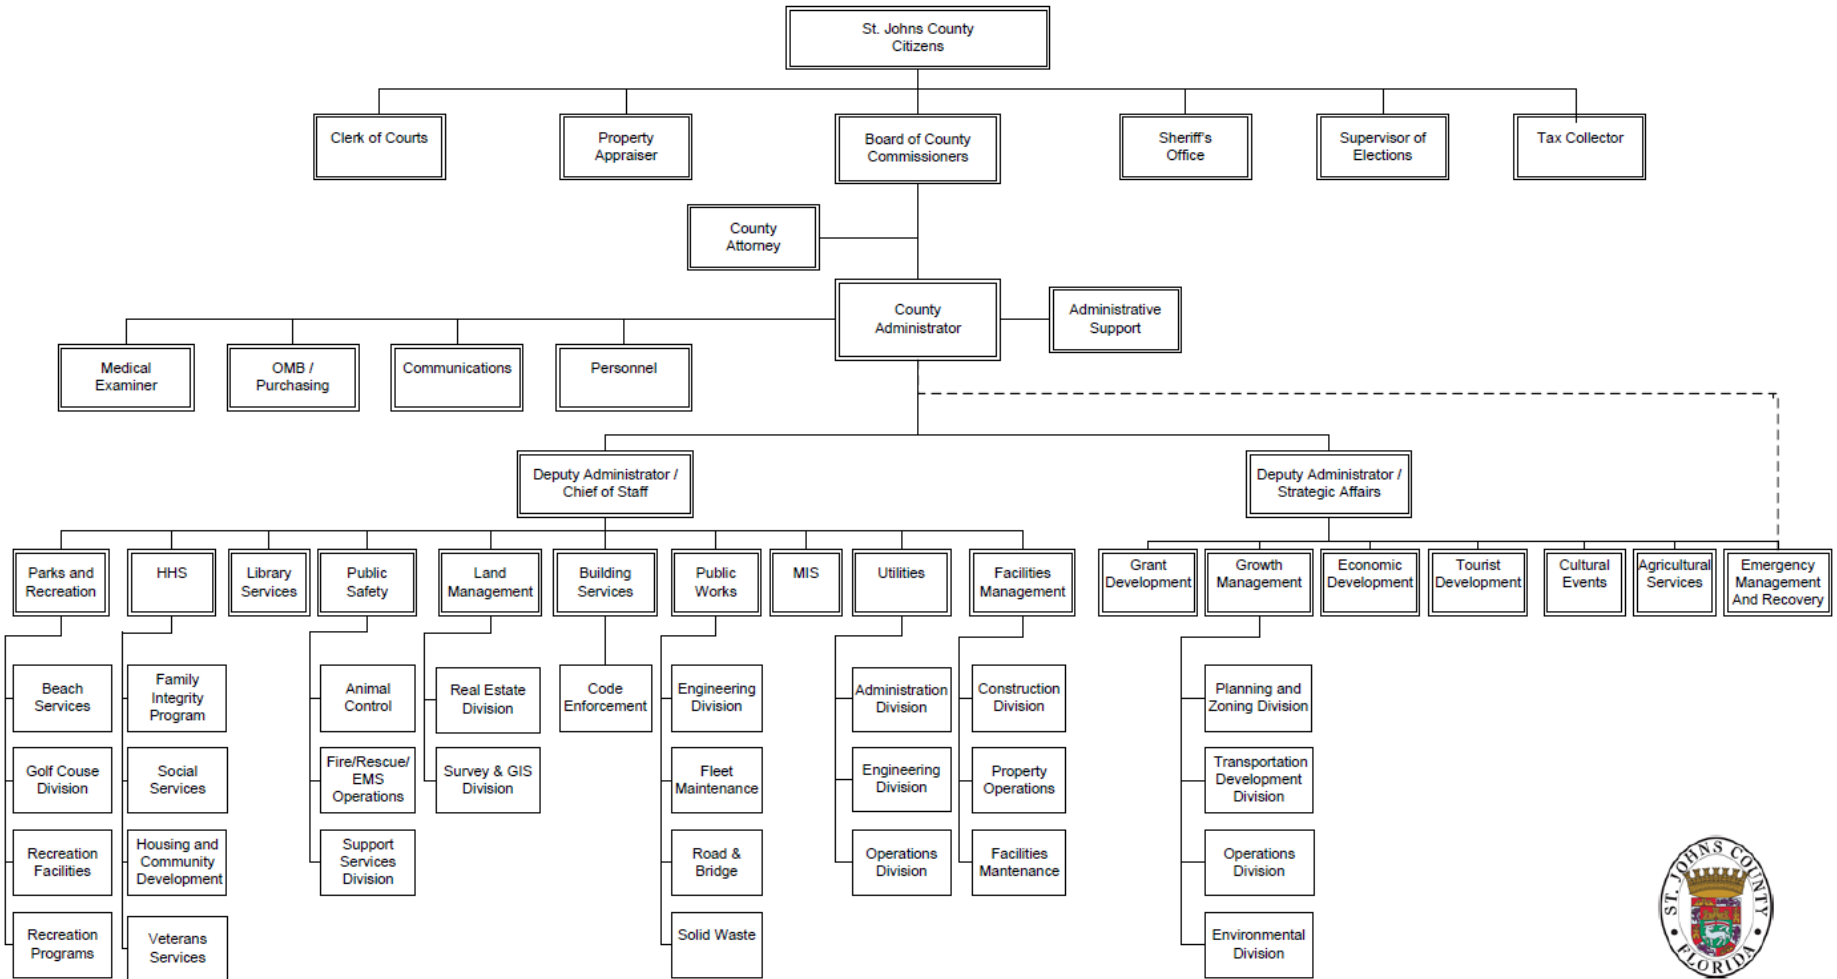 St. Johns County
Citizens
Clerk of Courts
Property
Appraiser
Board of County
Commissioners
Sheriff's
Office
Supervisor of
Elections
Tax Collector
County
Attorney
County
Administrator
Administrative
Support
Medical
Examiner
OMB /
Purchasing
Communications
Personnel
Deputy Administrator /
Chief of Staff
Deputy Administrator /
Strategic Affairs
Parks and
Recreation
HHS
Library
Services
Public
Safety
Land
Management
Building
Services
Public
Works
MIS
Utilities
Facilities
Management
Grant
Development
Growth
Management
Economic
Development
Tourist
Development
Cultural
Events
Agricultural
Services
Emergency
Management
And Recovery
Beach
Services
Family
Integrity
Program
Animal
Control
Real Estate
Division
Code
Enforcement
Engineering
Division
Administration
Division
Construction
Division
Planning and
Zoning Division
Golf Couse
Division
Social
Services
Fire/Rescue/
EMS
Operations
Survey & GIS
Division
Fleet
Maintenance
Engineering
Division
Property
Operations
Transportation
Development
Division
Recreation
Facilities
Housing and
Community
Development
Support
Services
Division
Road &
Bridge
Operations
Division
Facilities
Mantenance
Operations
Division
Recreation
Programs
Veterans
Services
Solid Waste
Environmental
Division
ST. JOHNS COUNTY
• FLORIDA •